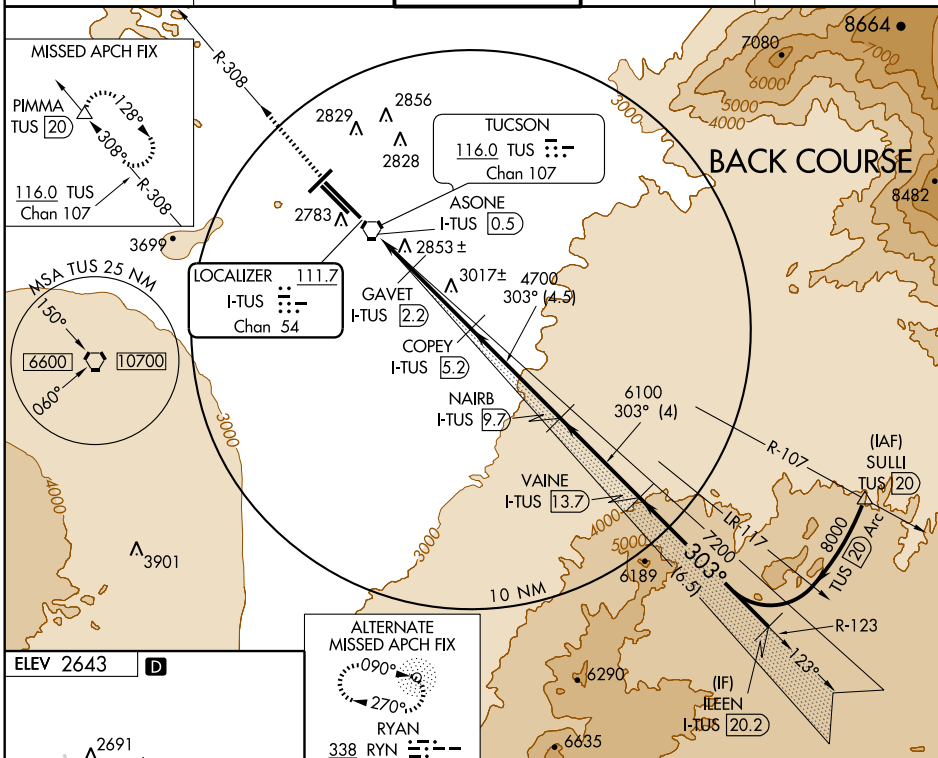 MISSED APCH FIX
PIMMA
TUS 20
128°
308°
R-308
116.0 TUS
Chan 107
R-308
2829
2856
2828
2783
TUCSON
116.0 TUS
Chan 107
8664
7080
7000
6000
5000
4000
3000
BACK COURSE
8482
ASONE
I-TUS 0.5
3699
2853 ±
LOCALIZER 111.7
I-TUS
Chan 54
GAVET
I-TUS 2.2
3017±
4700
303° (4.5)
MSA TUS 25 NM
150°
6600
10700
060°
COPEY
I-TUS 5.2
NAIRB
I-TUS 9.7
6100
303° (4)
3000
4000
R-107
(IAF)
SULLI
TUS 20
VAINE
I-TUS 13.7
LR-117
8000
TUS 20 Arc
7200
303°
(6.5)
3901
3000
4000
5000
6189
10 NM
R-123
123°
(IF)
ILEEN
I-TUS 20.2
ELEV 2643
D
2691
ALTERNATE
MISSED APCH FIX
090°
270°
RYAN
338 RYN
6290
6635